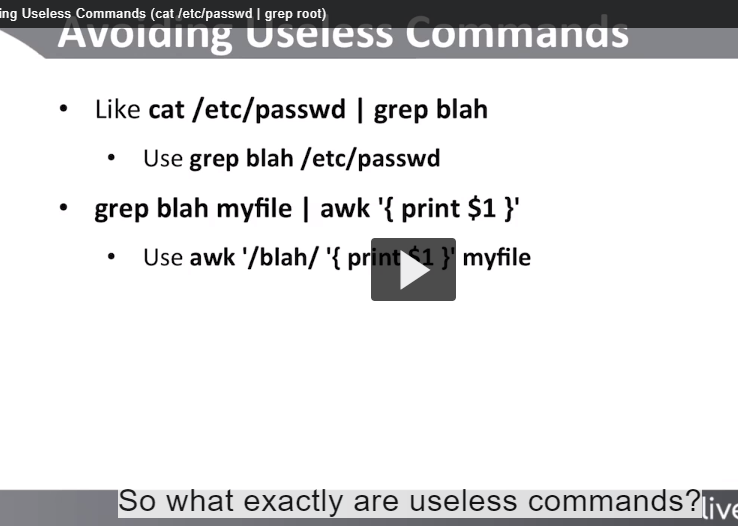 ing Useless Commands (cat /etc/passwd | grep root)
Avoiding Useless Commands
• Like cat /etc/passwd | grep blah
• Use grep blah /etc/passwd
• grep blah myfile | awk '{ print $1 }'
• Use awk '/blah/ '{ print $1 }' myfile
So what exactly are useless commands?
live